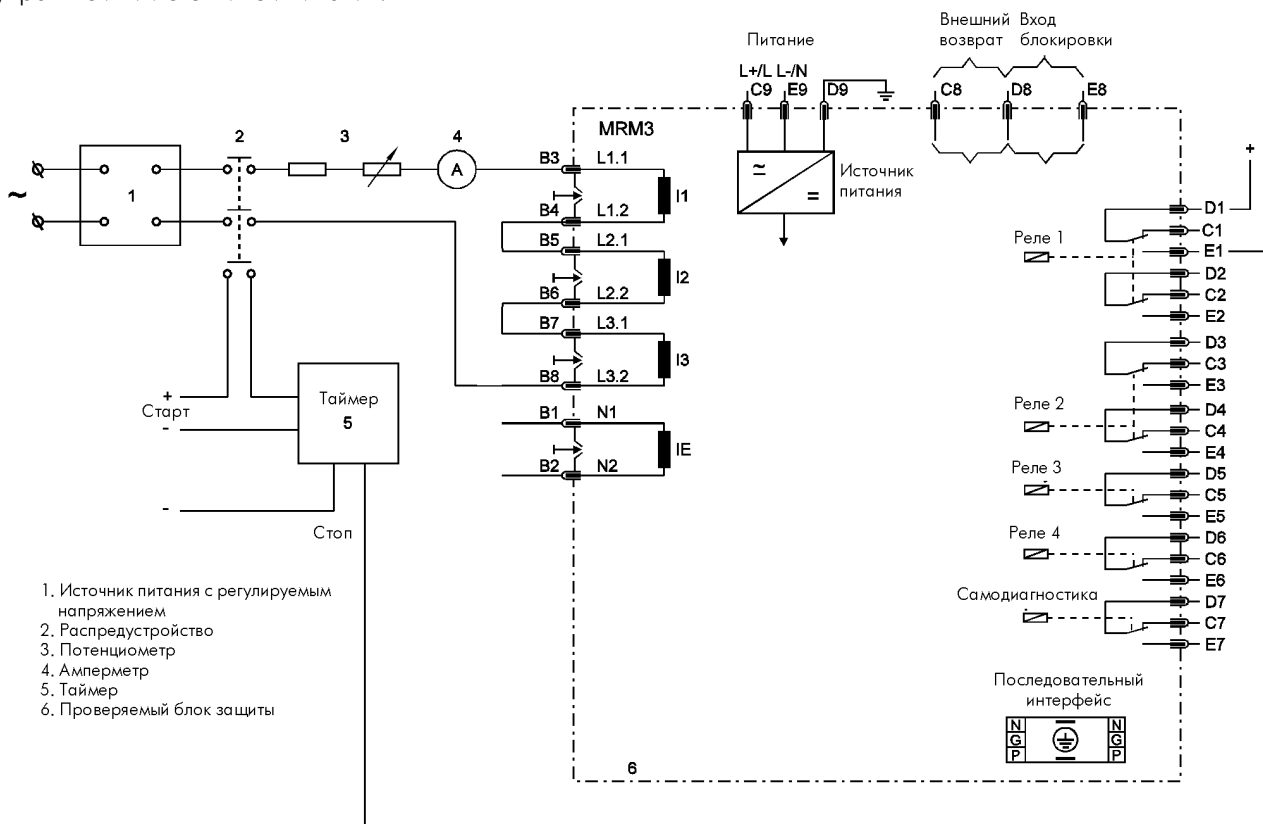 Питание
Внешний Вход
возврат блокировки
L+/L L-/N
C9 E9 D9 C8 D8 E8
MRM3
Источник
питания
≃
=
~
1
2
3
4
A
B3 L1.1
I1
B4 L1.2
B5 L2.1
I2
B6 L2.2
B7 L3.1
I3
B8 L3.2
B1 N1
IE
B2 N2
+
Старт
-
Таймер
5
-
Стоп
+
D1
C1
E1
Реле 1
D2
C2
E2
D3
C3
E3
Реле 2
D4
C4
E4
Реле 3
D5
C5
E5
Реле 4
D6
C6
E6
Самодиагностика
D7
C7
E7
Последовательный
интерфейс
N N
G G
P P
6
1. Источник питания с регулируемым
напряжением
2. Распредустройство
3. Потенциометр
4. Амперметр
5. Таймер
6. Проверяемый блок защиты